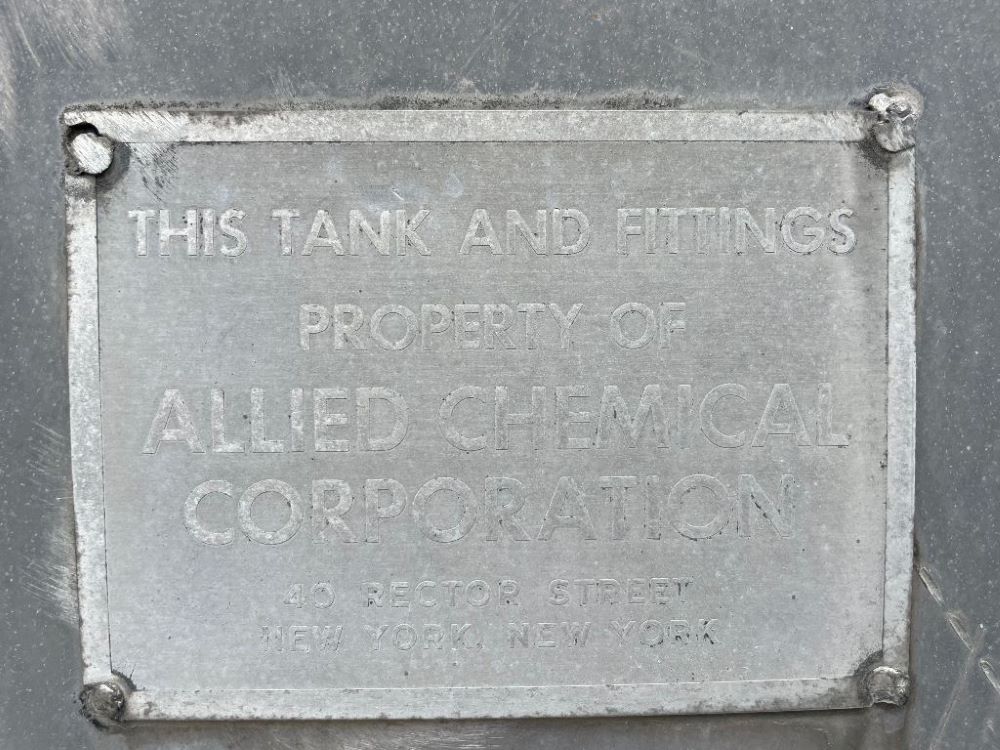 THIS TANK AND FITTINGS
PROPERTY OF
ALLIED CHEMICAL
CORPORATION
40 RECTOR STREET
NEW YORK, NEW YORK